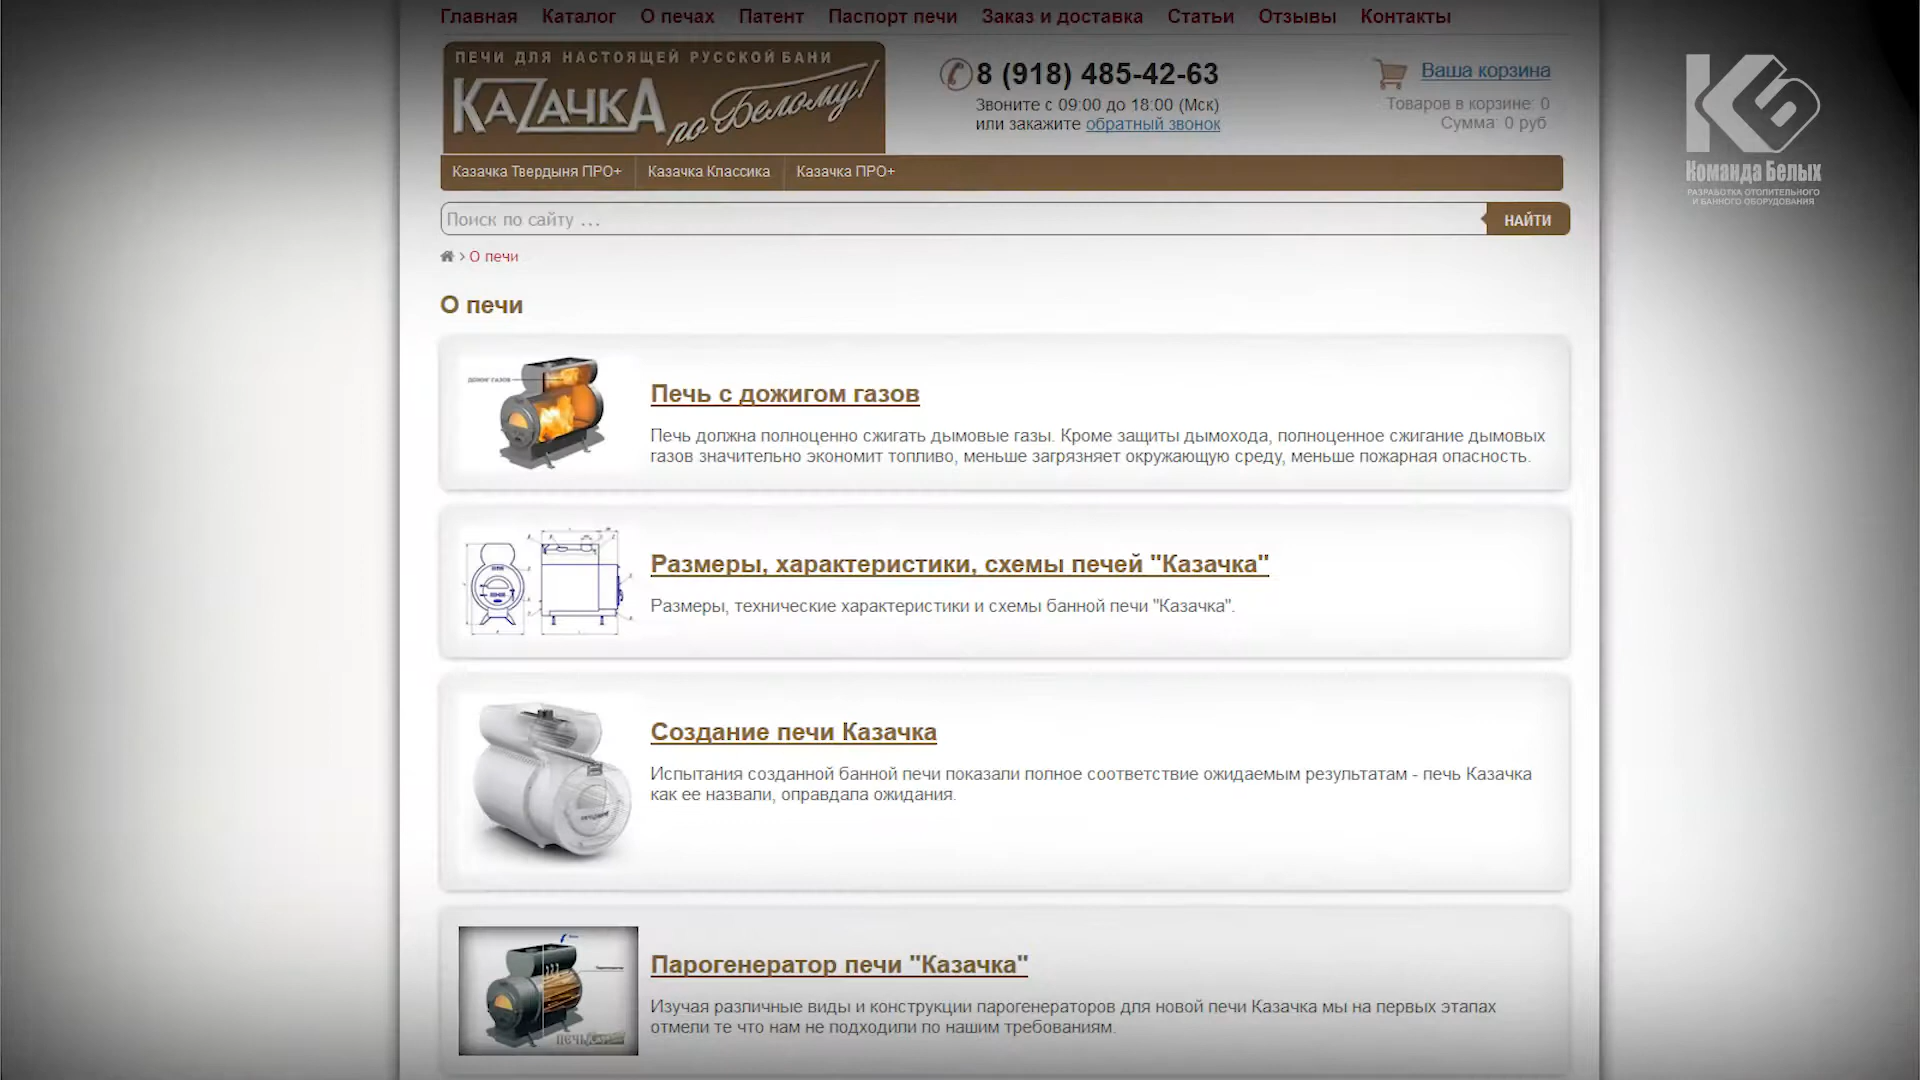 Главная Каталог О печах Патент Паспорт печи Заказ и доставка Статьи Отзывы Контакты
ПЕЧИ ДЛЯ НАСТОЯЩЕЙ РУССКОЙ БАНИ
КАZАЧКА по Белому!
8 (918) 485-42-63
Звоните с 09:00 до 18:00 (Мск)
или закажите обратный звонок
Ваша корзина
Товаров в корзине: 0
Сумма: 0 руб
КБ
Команда Белых
РАЗРАБОТКА ОТОПИТЕЛЬНОГО
И БАННОГО ОБОРУДОВАНИЯ
Казачка Твердыня ПРО+ Казачка Классика Казачка ПРО+
Поиск по сайту ...
НАЙТИ
› О печи
О печи
ДОЖИГ ГАЗОВ
Печь с дожигом газов
Печь должна полноценно сжигать дымовые газы. Кроме защиты дымохода, полноценное сжигание дымовых
газов значительно экономит топливо, меньше загрязняет окружающую среду, меньше пожарная опасность.
Размеры, характеристики, схемы печей "Казачка"
Размеры, технические характеристики и схемы банной печи "Казачка".
Создание печи Казачка
Испытания созданной банной печи показали полное соответствие ожидаемым результатам - печь Казачка
как ее назвали, оправдала ожидания.
Парогенератор печи "Казачка"
Изучая различные виды и конструкции парогенераторов для новой печи Казачка мы на первых этапах
отмели те что нам не подходили по нашим требованиям.